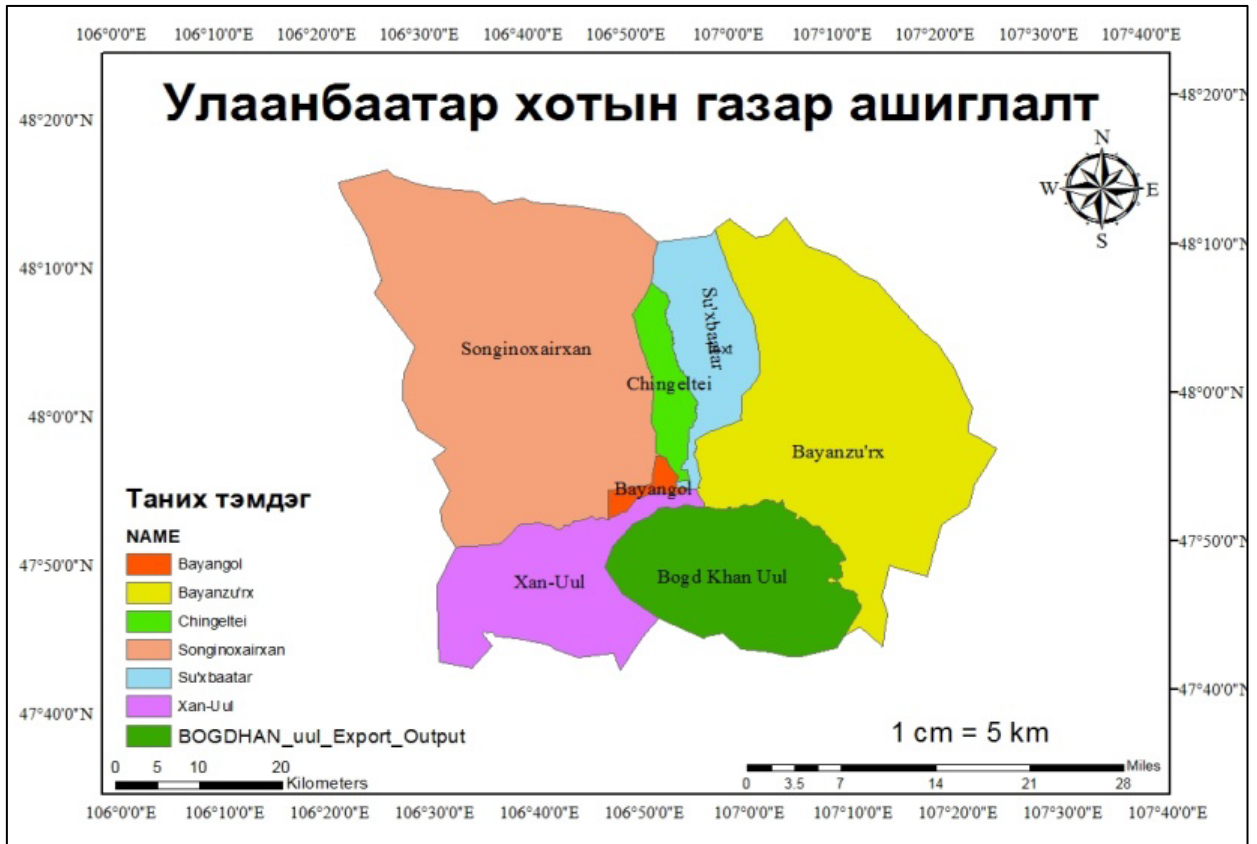 106°0'0"E 106°10'0"E 106°20'0"E 106°30'0"E 106°40'0"E 106°50'0"E 107°0'0"E 107°10'0"E 107°20'0"E 107°30'0"E 107°40'0"E
Улаанбаатар хотын газар ашиглалт
48°20'0"N
48°20'0"N
N
W E
S
48°10'0"N
48°10'0"N
Su'xbaatar
Songinoxairxan
Chingeltei
48°0'0"N
48°0'0"N
Bayanzu'rx
Bayangol
47°50'0"N
47°50'0"N
Xan-Uul
Bogd Khan Uul
47°40'0"N
47°40'0"N
Таних тэмдэг
NAME
Bayangol
Bayanzu'rx
Chingeltei
Songinoxairxan
Su'xbaatar
Xan-Uul
BOGDHAN_uul_Export_Output
0 5 10 20
Kilometers
1 cm = 5 km
Miles
0 3.5 7 14 21 28
106°0'0"E 106°10'0"E 106°20'0"E 106°30'0"E 106°40'0"E 106°50'0"E 107°0'0"E 107°10'0"E 107°20'0"E 107°30'0"E 107°40'0"E